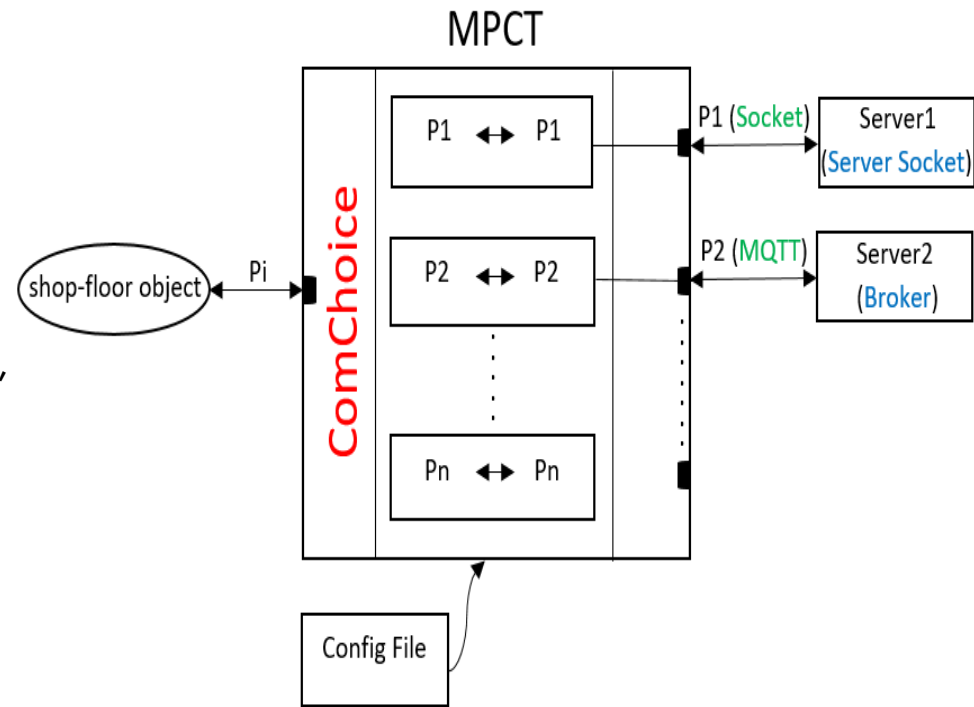 MPCT
P1 P1
P1 (Socket)
Server1
(Server Socket)
ComChoice
P2 P2
P2 (MQTT)
Server2
(Broker)
shop-floor object
Pi
Pn Pn
Config File